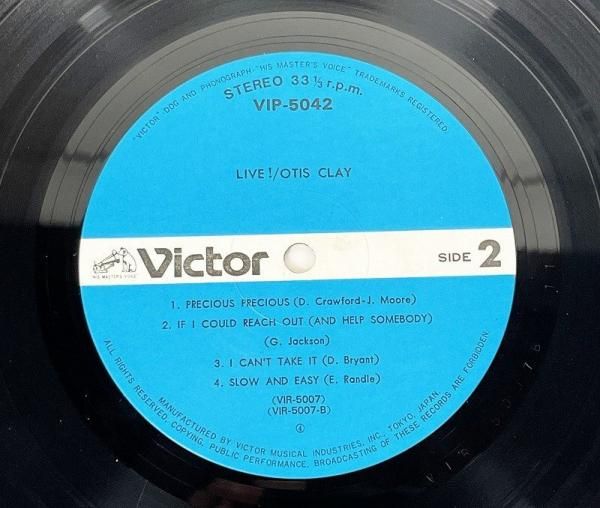 "VICTOR" DOG AND PHONOGRAPH-"HIS MASTER'S VOICE" TRADEMARKS REGISTERED.
STEREO 33 1/3 r.p.m.
VIP-5042
LIVE!/OTIS CLAY
"HIS MASTER'S VOICE"
Victor
SIDE 2
1. PRECIOUS PRECIOUS (D. Crawford-J. Moore)
2. IF I COULD REACH OUT (AND HELP SOMEBODY)
(G. Jackson)
3. I CAN'T TAKE IT (D. Bryant)
4. SLOW AND EASY (E. Randle)
(VIR-5007)
(VIR-5007-B)
4
MANUFACTURED BY VICTOR MUSICAL INDUSTRIES, INC., TOKYO, JAPAN.
ALL RIGHTS RESERVED, COPYING, PUBLIC PERFORMANCE, BROADCASTING OF THESE RECORDS ARE FORBIDDEN.